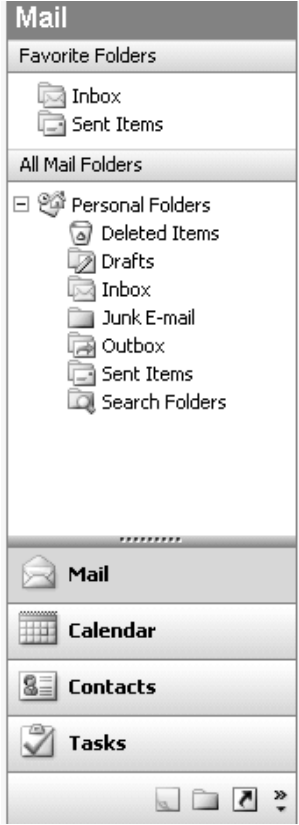 Mail
Favorite Folders
Inbox
Sent Items
All Mail Folders
Personal Folders
Deleted Items
Drafts
Inbox
Junk E-mail
Outbox
Sent Items
Search Folders
Mail
Calendar
Contacts
Tasks